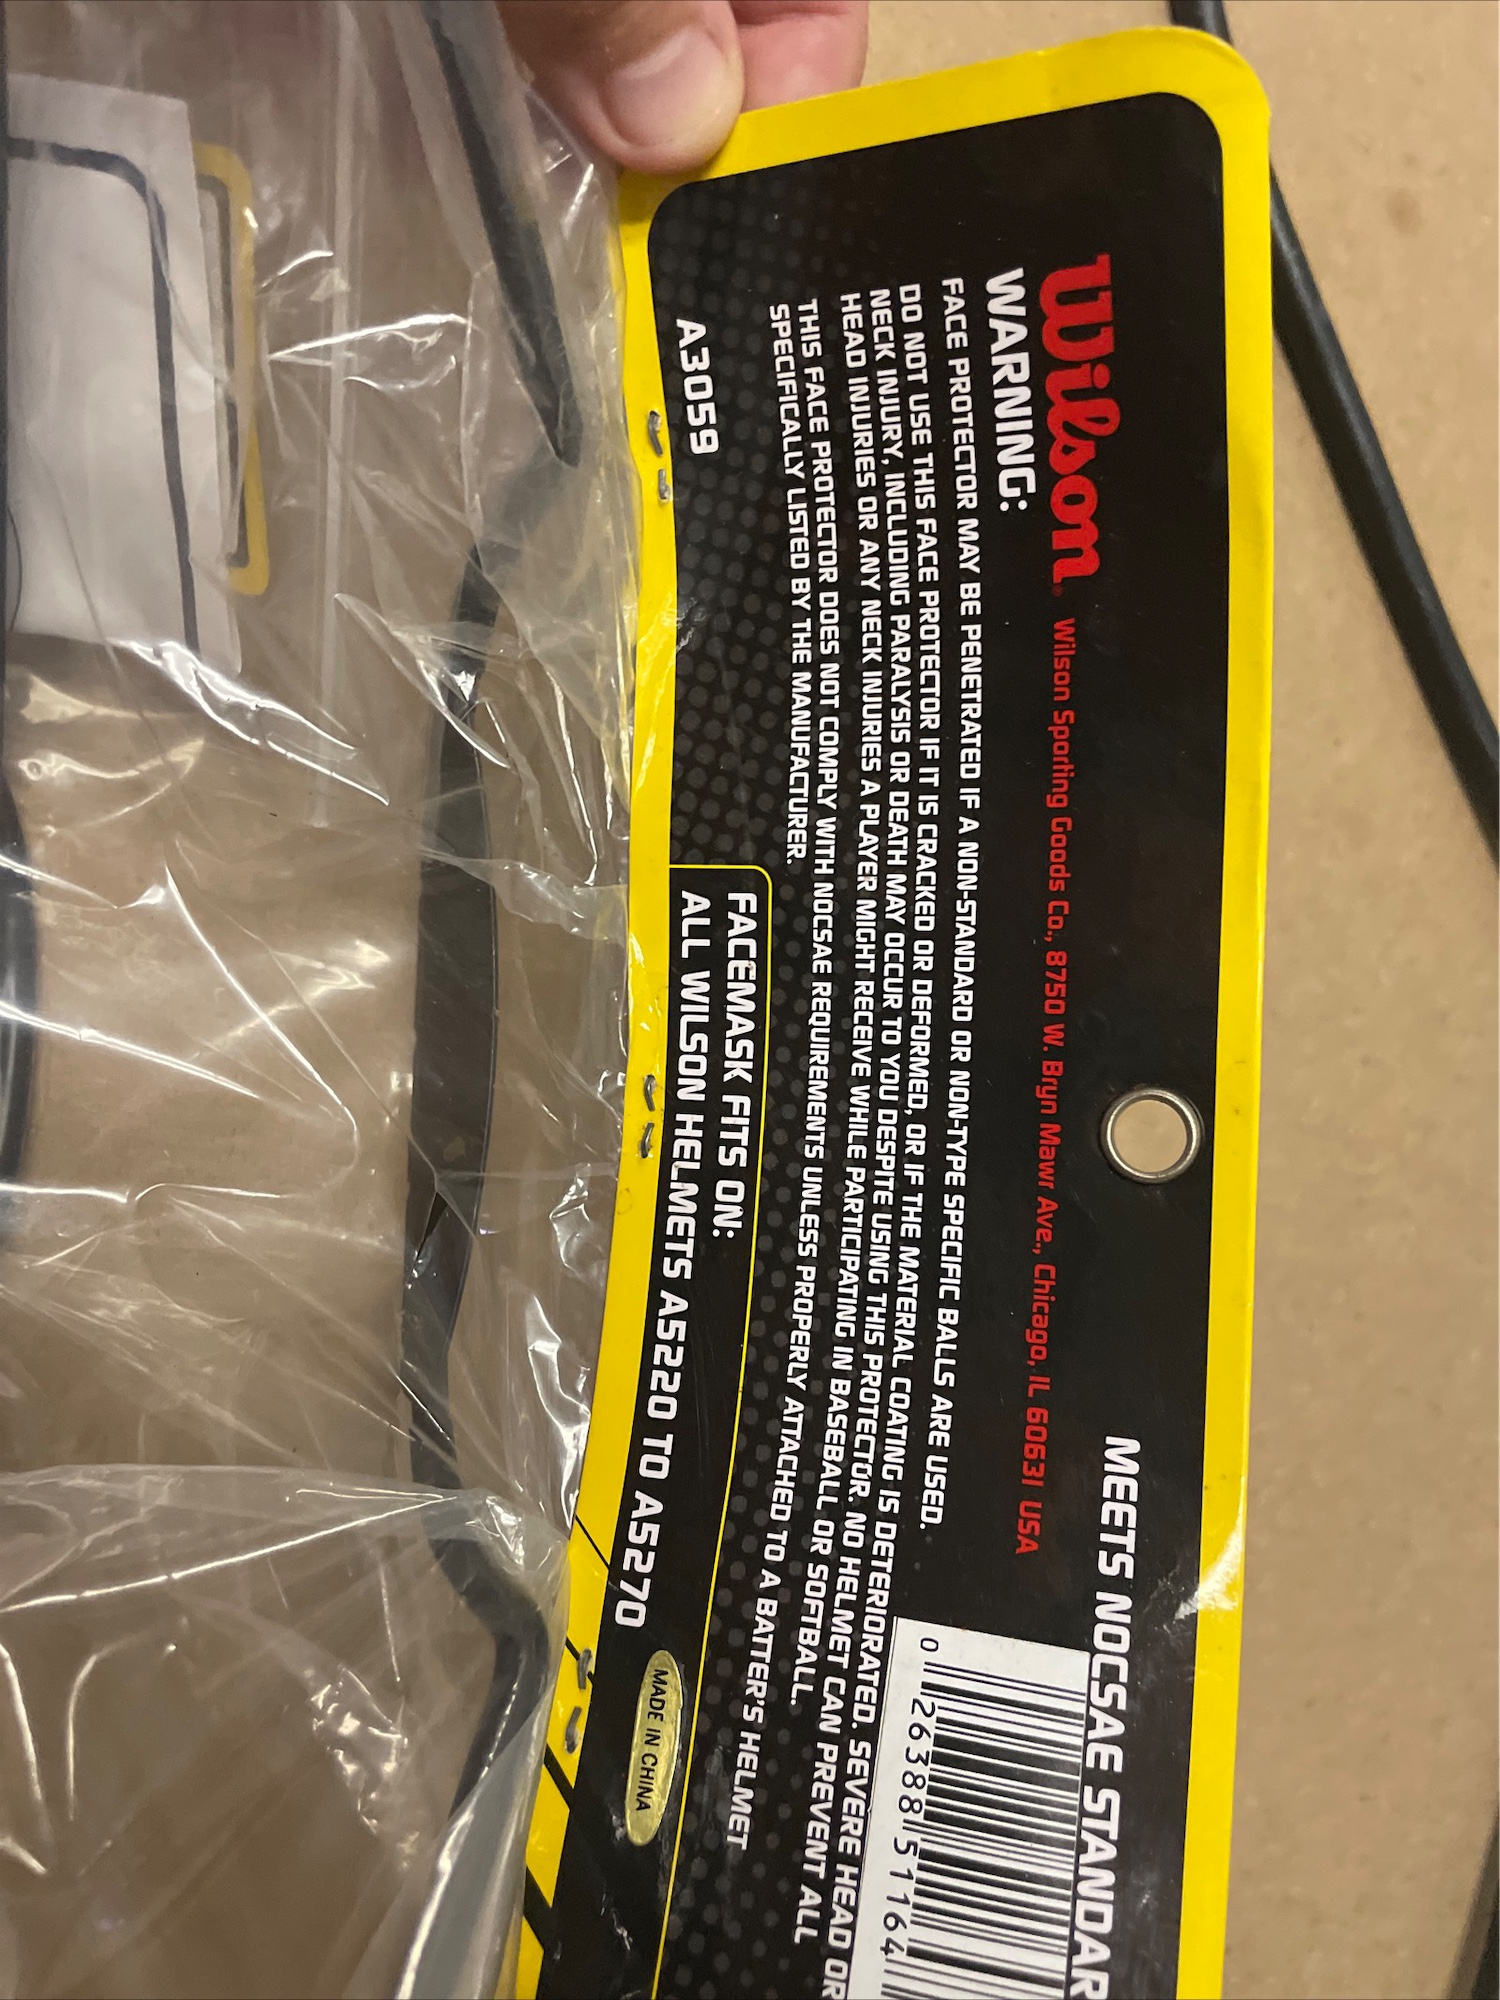 MEETS NOCSAE STANDAR
Wilson Wilson Sporting Goods Co., 8750 W. Bryn Mawr Ave., Chicago, IL 60631 USA
WARNING:
FACE PROTECTOR MAY BE PENETRATED IF A NON-STANDARD OR NON-TYPE SPECIFIC BALLS ARE USED.
DO NOT USE THIS FACE PROTECTOR IF IT IS CRACKED OR DEFORMED, OR IF THE MATERIAL COATING IS DETERIORATED. SEVERE HEAD OR
NECK INJURY, INCLUDING PARALYSIS OR DEATH MAY OCCUR TO YOU DESPITE USING THIS PROTECTOR. NO HELMET CAN PREVENT ALL
HEAD INJURIES OR ANY NECK INJURIES A PLAYER MIGHT RECEIVE WHILE PARTICIPATING IN BASEBALL OR SOFTBALL.
THIS FACE PROTECTOR DOES NOT COMPLY WITH NOCSAE REQUIREMENTS UNLESS PROPERLY ATTACHED TO A BATTER'S HELMET
SPECIFICALLY LISTED BY THE MANUFACTURER.
0 26388 51164
A3059
FACEMASK FITS ON:
ALL WILSON HELMETS A5220 TO A5270
MADE IN CHINA